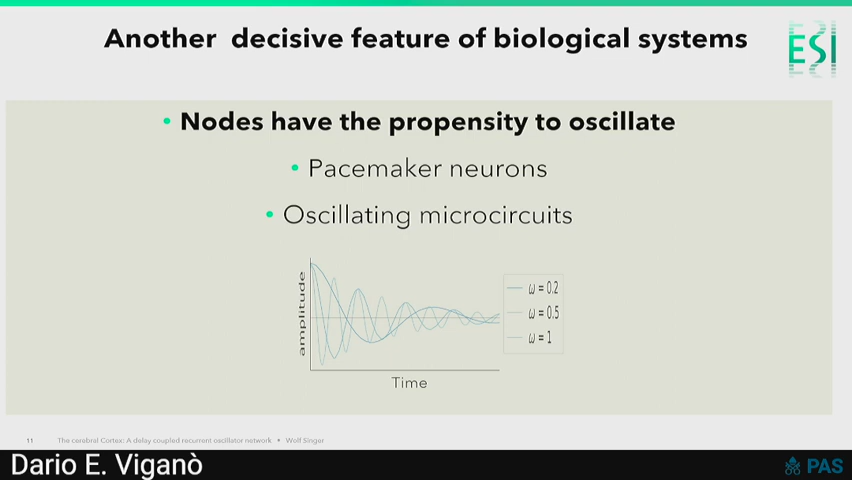 Another decisive feature of biological systems
ESI
• Nodes have the propensity to oscillate
• Pacemaker neurons
• Oscillating microcircuits
amplitude
ω = 0.2
ω = 0.5
ω = 1
Time
11 The cerebral Cortex: A delay coupled recurrent oscillator network • Wolf Singer
Dario E. Viganò
PAS